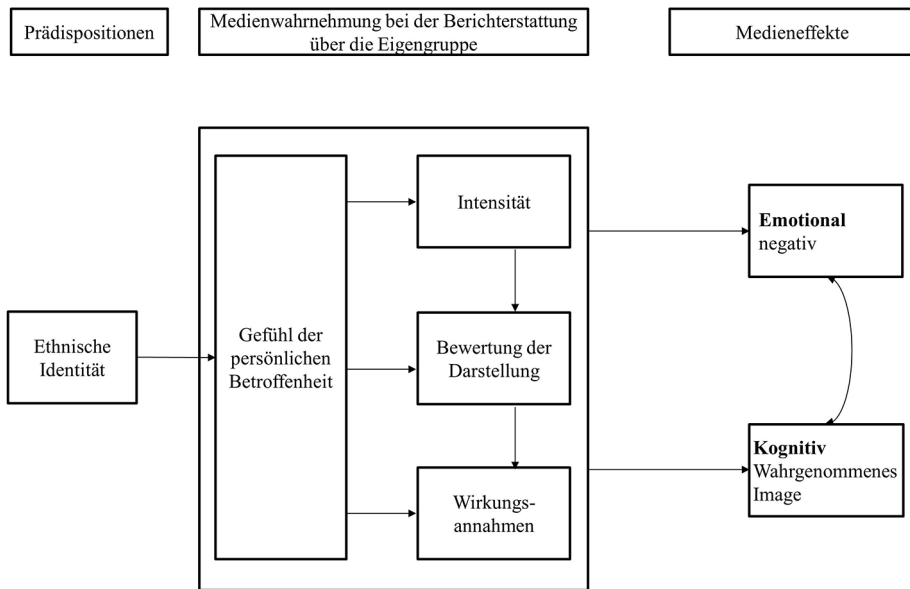 Prädispositionen
Medienwahrnehmung bei der Berichterstattung
über die Eigengruppe
Medieneffekte
Ethnische
Identität
Gefühl der
persönlichen
Betroffenheit
Intensität
Bewertung der
Darstellung
Wirkungs-
annahmen
Emotional
negativ
Kognitiv
Wahrgenommenes
Image